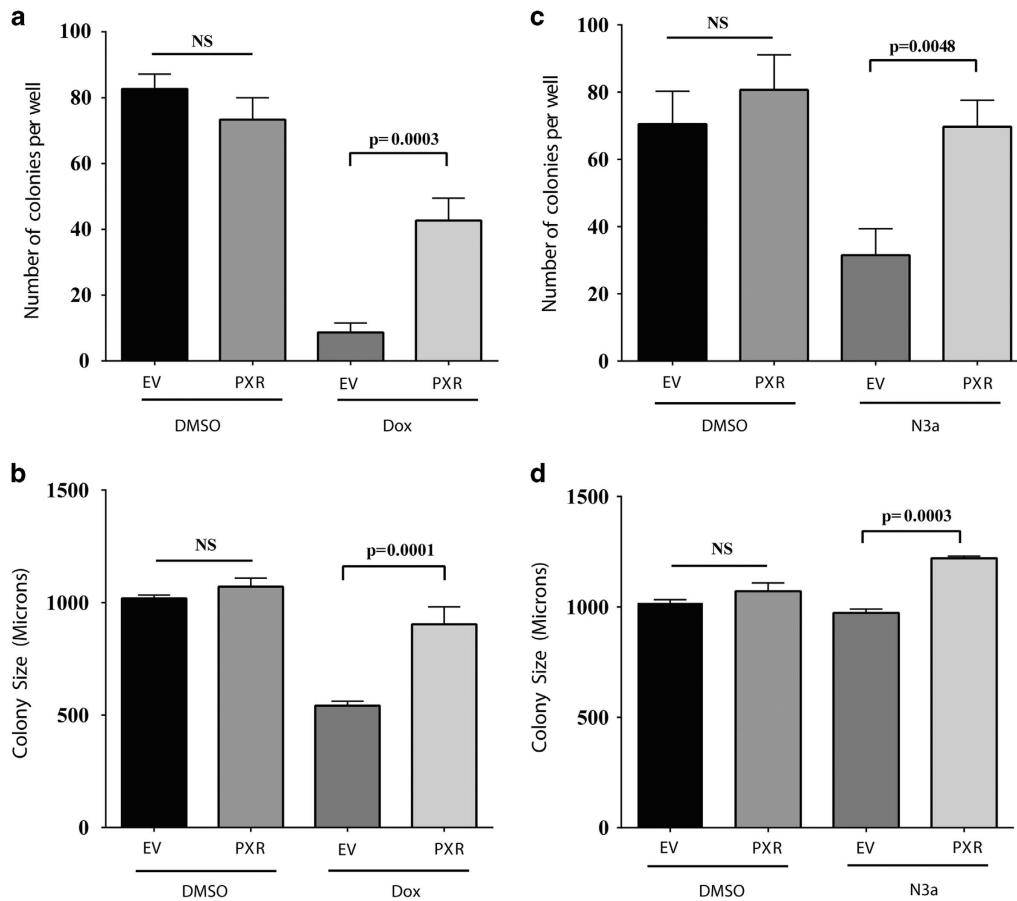 a
Number of colonies per well
100
80
60
40
20
0
NS
p=0.0003
EV PXR EV PXR
DMSO Dox
c
Number of colonies per well
100
80
60
40
20
0
NS
p=0.0048
EV PXR EV PXR
DMSO N3a
b
Colony Size (Microns)
1500
1000
500
0
NS
p=0.0001
EV PXR EV PXR
DMSO Dox
d
Colony Size (Microns)
1500
1000
500
0
NS
p=0.0003
EV PXR EV PXR
DMSO N3a